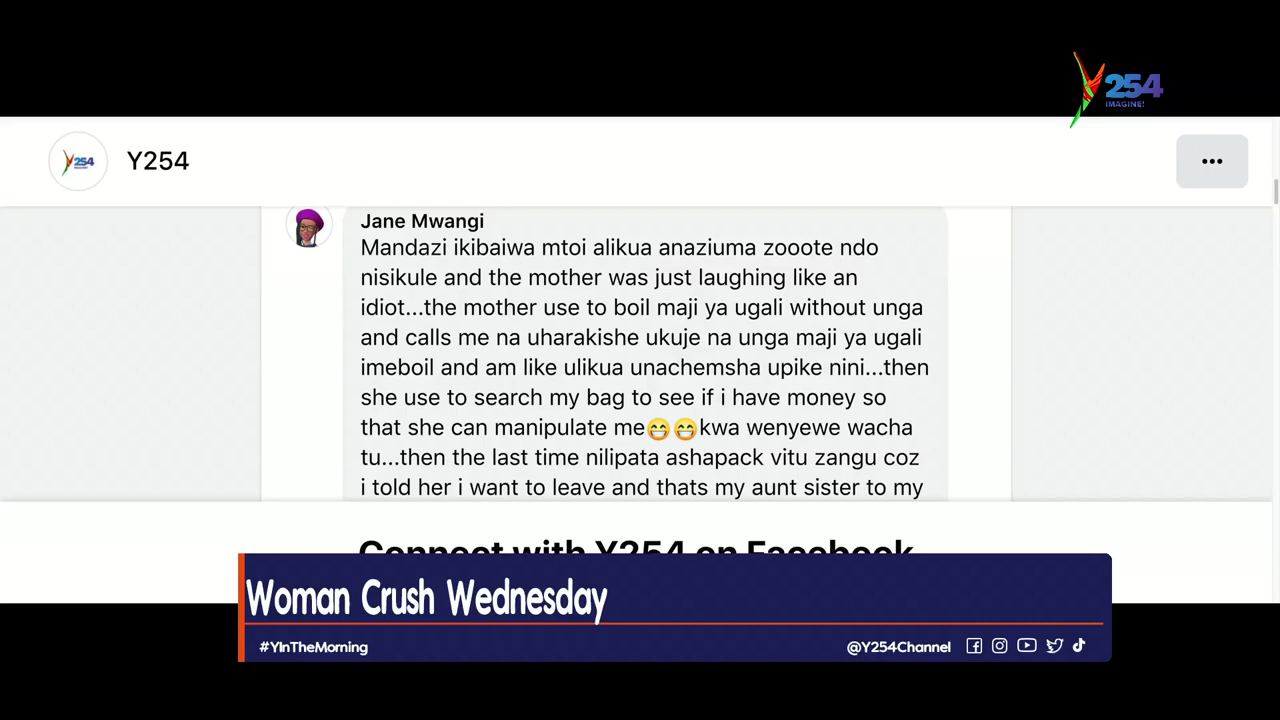 Y254
IMAGINE!
Y254
Y254
...
Jane Mwangi
Mandazi ikibaiwa mtoi alikua anaziuma zooote ndo
nisikule and the mother was just laughing like an
idiot...the mother use to boil maji ya ugali without unga
and calls me na uharakishe ukuje na unga maji ya ugali
imeboil and am like ulikua unachemsha upike nini...then
she use to search my bag to see if i have money so
that she can manipulate me😁😁kwa wenyewe wacha
tu...then the last time nilipata ashapack vitu zangu coz
i told her i want to leave and thats my aunt sister to my
Connect with Y254 on Facebook
Woman Crush Wednesday
#YInTheMorning
@Y254Channel